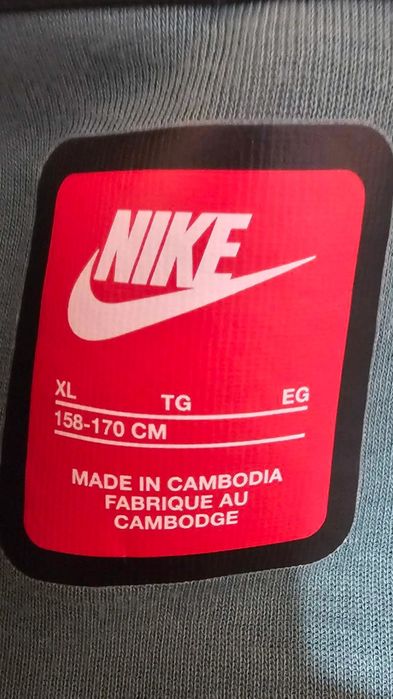 NIKE
XL TG EG
158-170 CM
MADE IN CAMBODIA
FABRIQUE AU
CAMBODGE